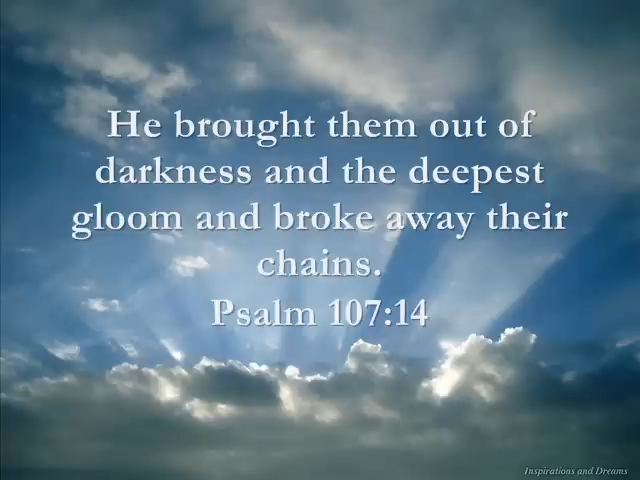 He brought them out of
darkness and the deepest
gloom and broke away their
chains.
Psalm 107:14
Inspirations and Dreams